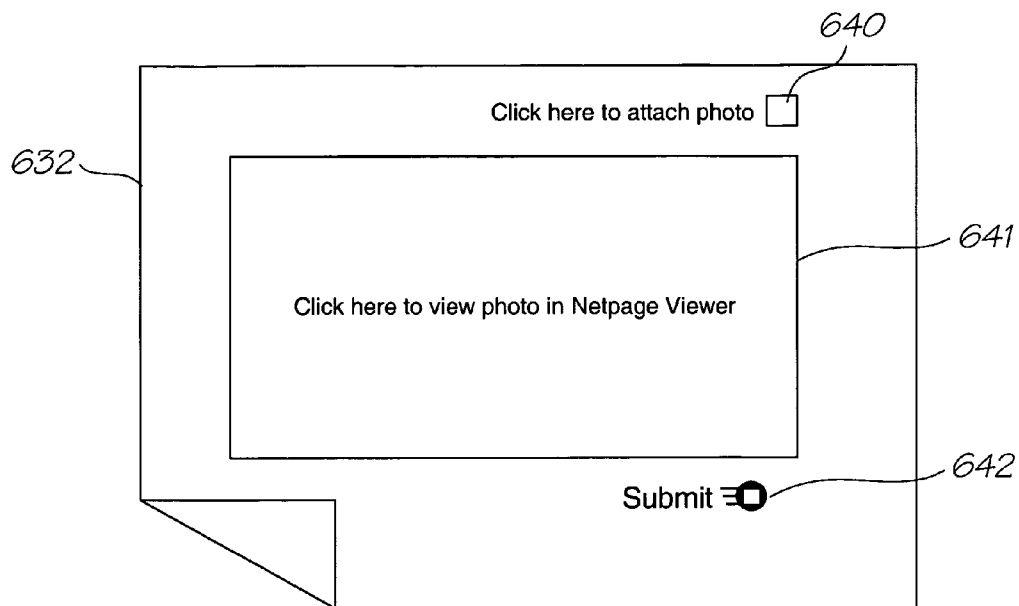 640
Click here to attach photo
632
641
Click here to view photo in Netpage Viewer
642
Submit